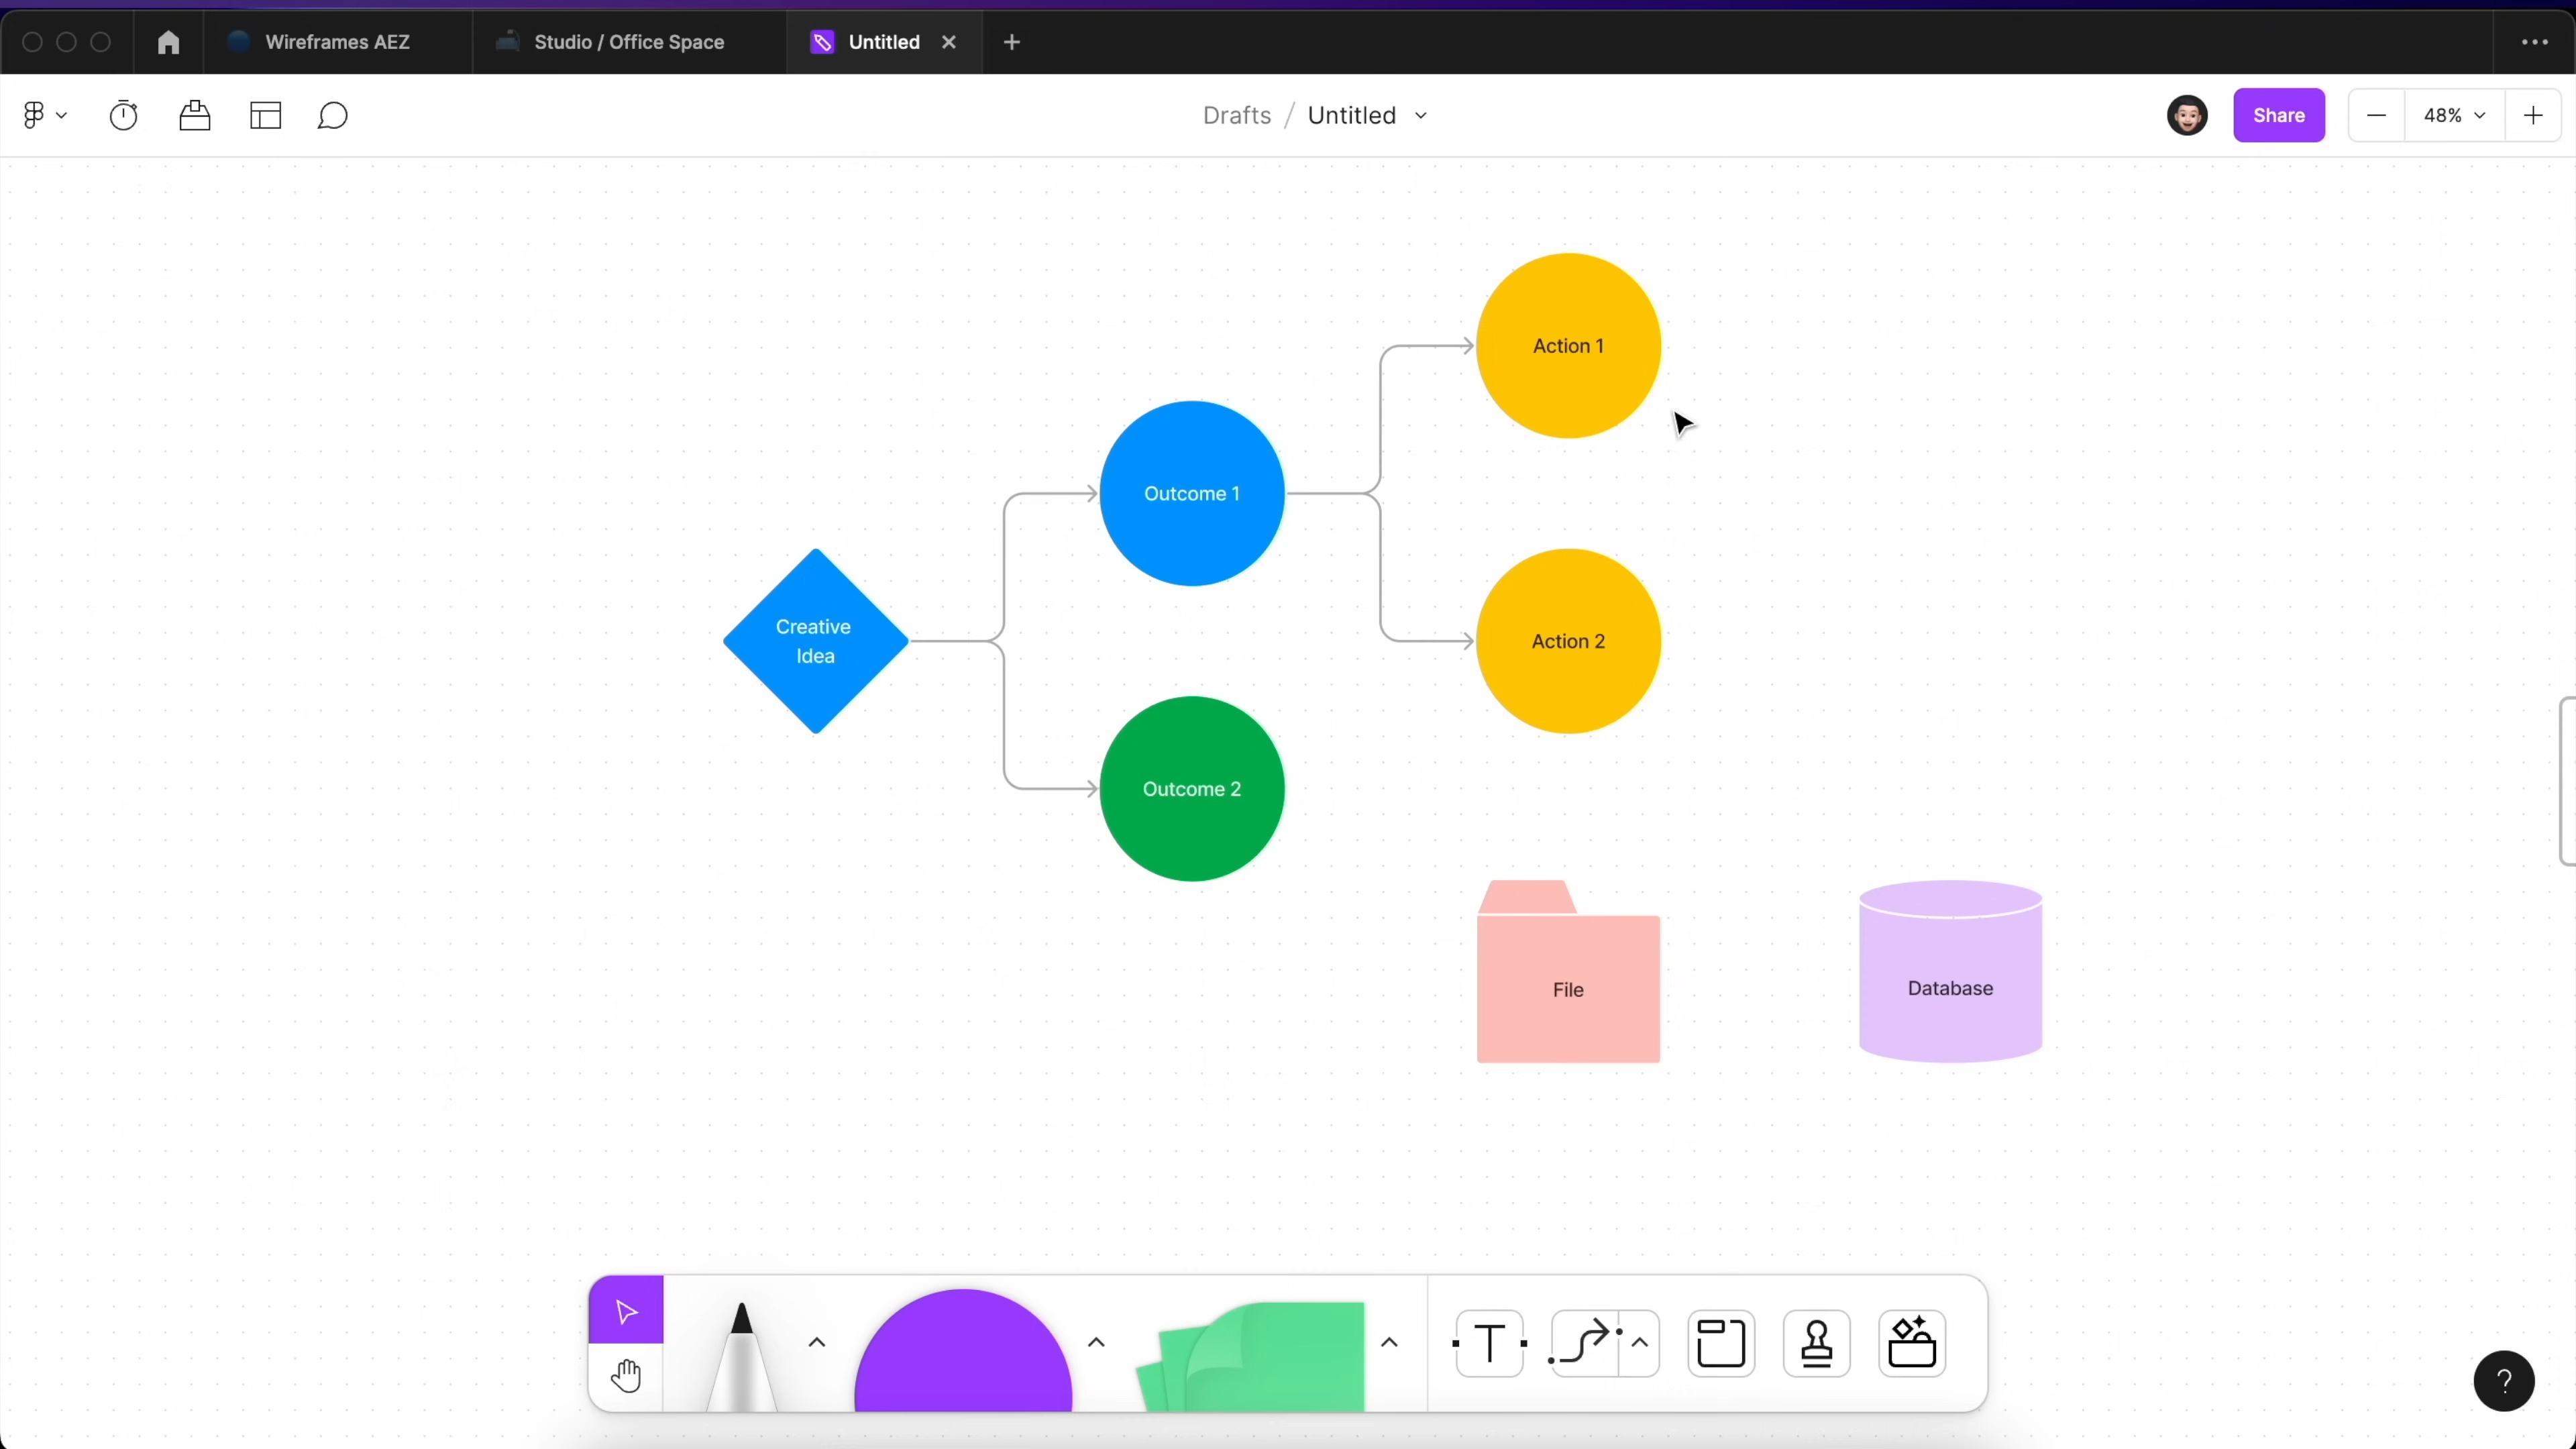 Wireframes AEZ
Studio / Office Space
Untitled
Drafts / Untitled
Share
48%
Action 1
Outcome 1
Creative
Idea
Action 2
Outcome 2
File
Database
T
?